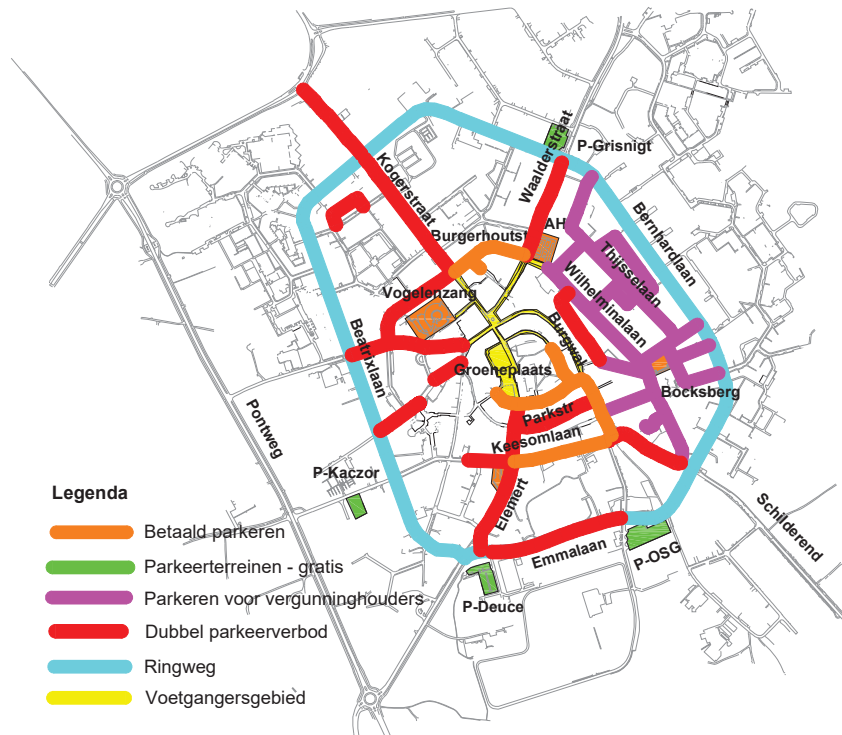 P-Grisnigt
Waalderstraat
Kogerstraat
AH
Burgerhoutst
Bernhardlaan
Thijsselaan
Wilhelminalaan
Vogelenzang
Burgwal
Beatrixlaan
Groeneplaats
Bocksberg
Parkstr
Keesomlaan
Pontweg
P-Kaczor
Elemert
Schilderend
Emmalaan
P-OSG
P-Deuce
Legenda
Betaald parkeren
Parkeerterreinen - gratis
Parkeren voor vergunninghouders
Dubbel parkeerverbod
Ringweg
Voetgangersgebied